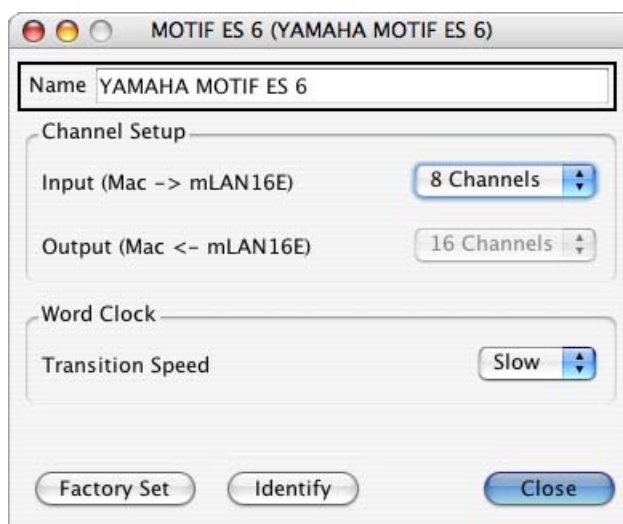 MOTIF ES 6 (YAMAHA MOTIF ES 6)
Name YAMAHA MOTIF ES 6
Channel Setup
Input (Mac -> mLAN16E) 8 Channels
Output (Mac <- mLAN16E) 16 Channels
Word Clock
Transition Speed Slow
Factory Set Identify Close